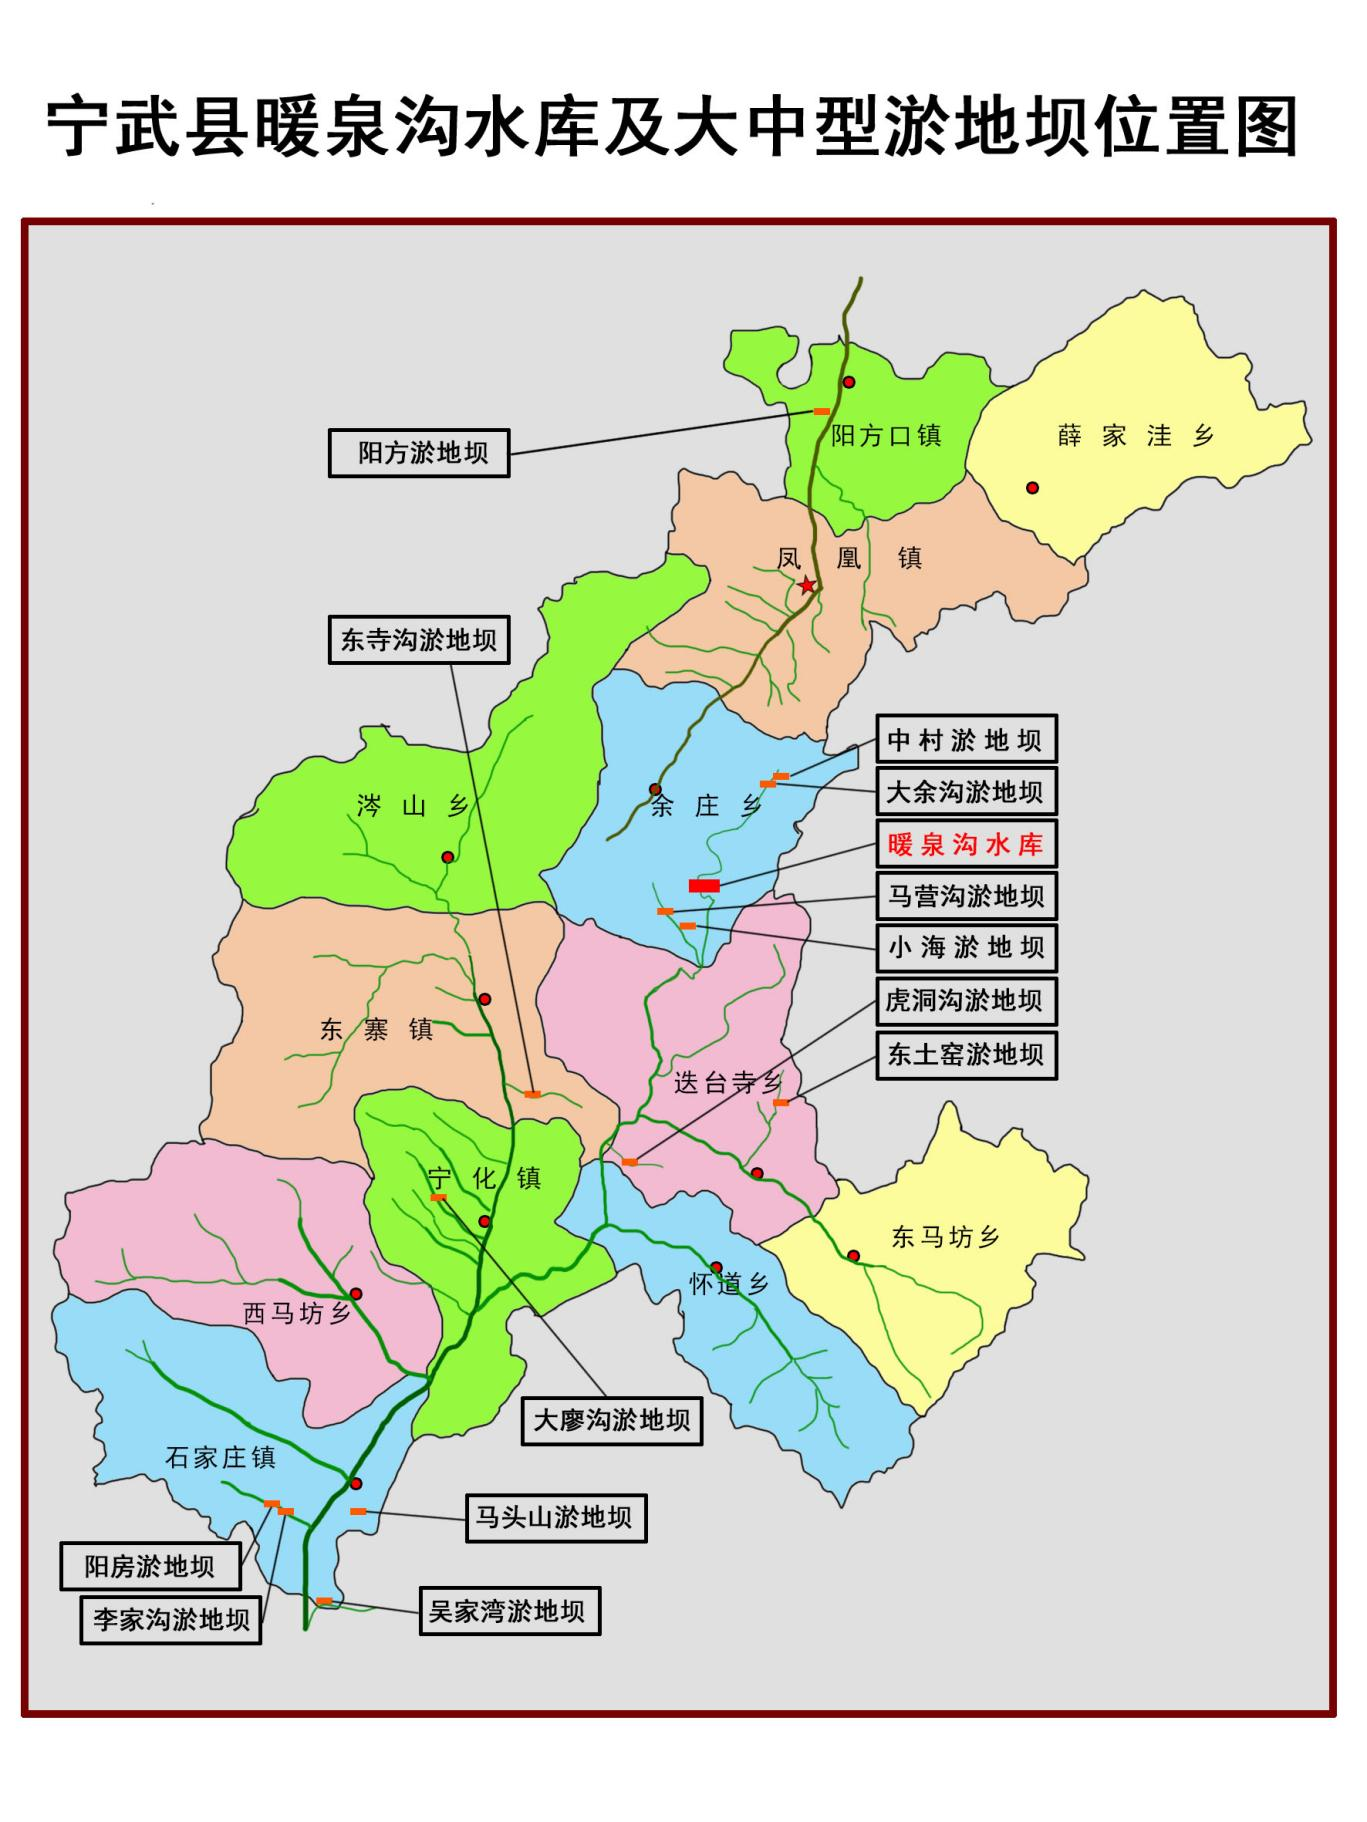 宁武县暖泉沟水库及大中型淤地坝位置图
阳方口镇
薛家洼乡
阳方淤地坝
凤凰镇
东寺沟淤地坝
中村淤地坝
大余沟淤地坝
涔山乡
余庄乡
暖泉沟水库
马营沟淤地坝
小海淤地坝
虎洞沟淤地坝
东寨镇
东土窑淤地坝
迭台寺乡
宁化镇
东马坊乡
怀道乡
西马坊乡
大廖沟淤地坝
石家庄镇
马头山淤地坝
阳房淤地坝
李家沟淤地坝
吴家湾淤地坝